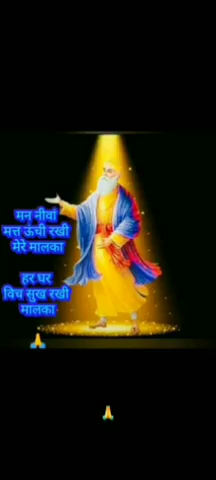 मन नीवां
मत्त ऊंची रखी
मेरे मालका
हर घर
विच सुख रखी
मालका
🙏
🙏